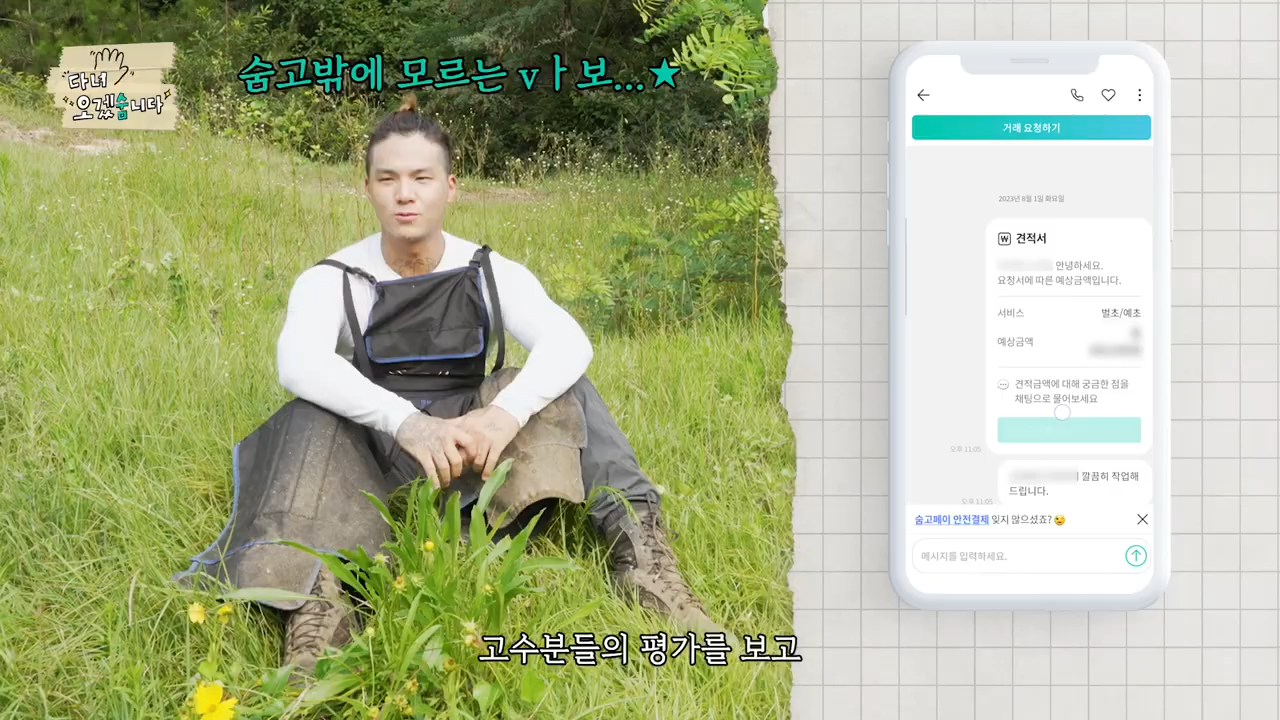 다녀
오겠숨니다
숨고밖에 모르는 vㅏ보...★
거래 요청하기
2023년 8월 1일 화요일
견적서
안녕하세요.
요청서에 따른 예상금액입니다.
서비스 벌초/예초
예상금액
견적금액에 대해 궁금한 점을
채팅으로 물어보세요
오후 11:05
깔끔히 작업해
드립니다.
오후 11:05
숨고페이 안전결제 잊지 않으셨죠?
메시지를 입력하세요.
고수분들의 평가를 보고